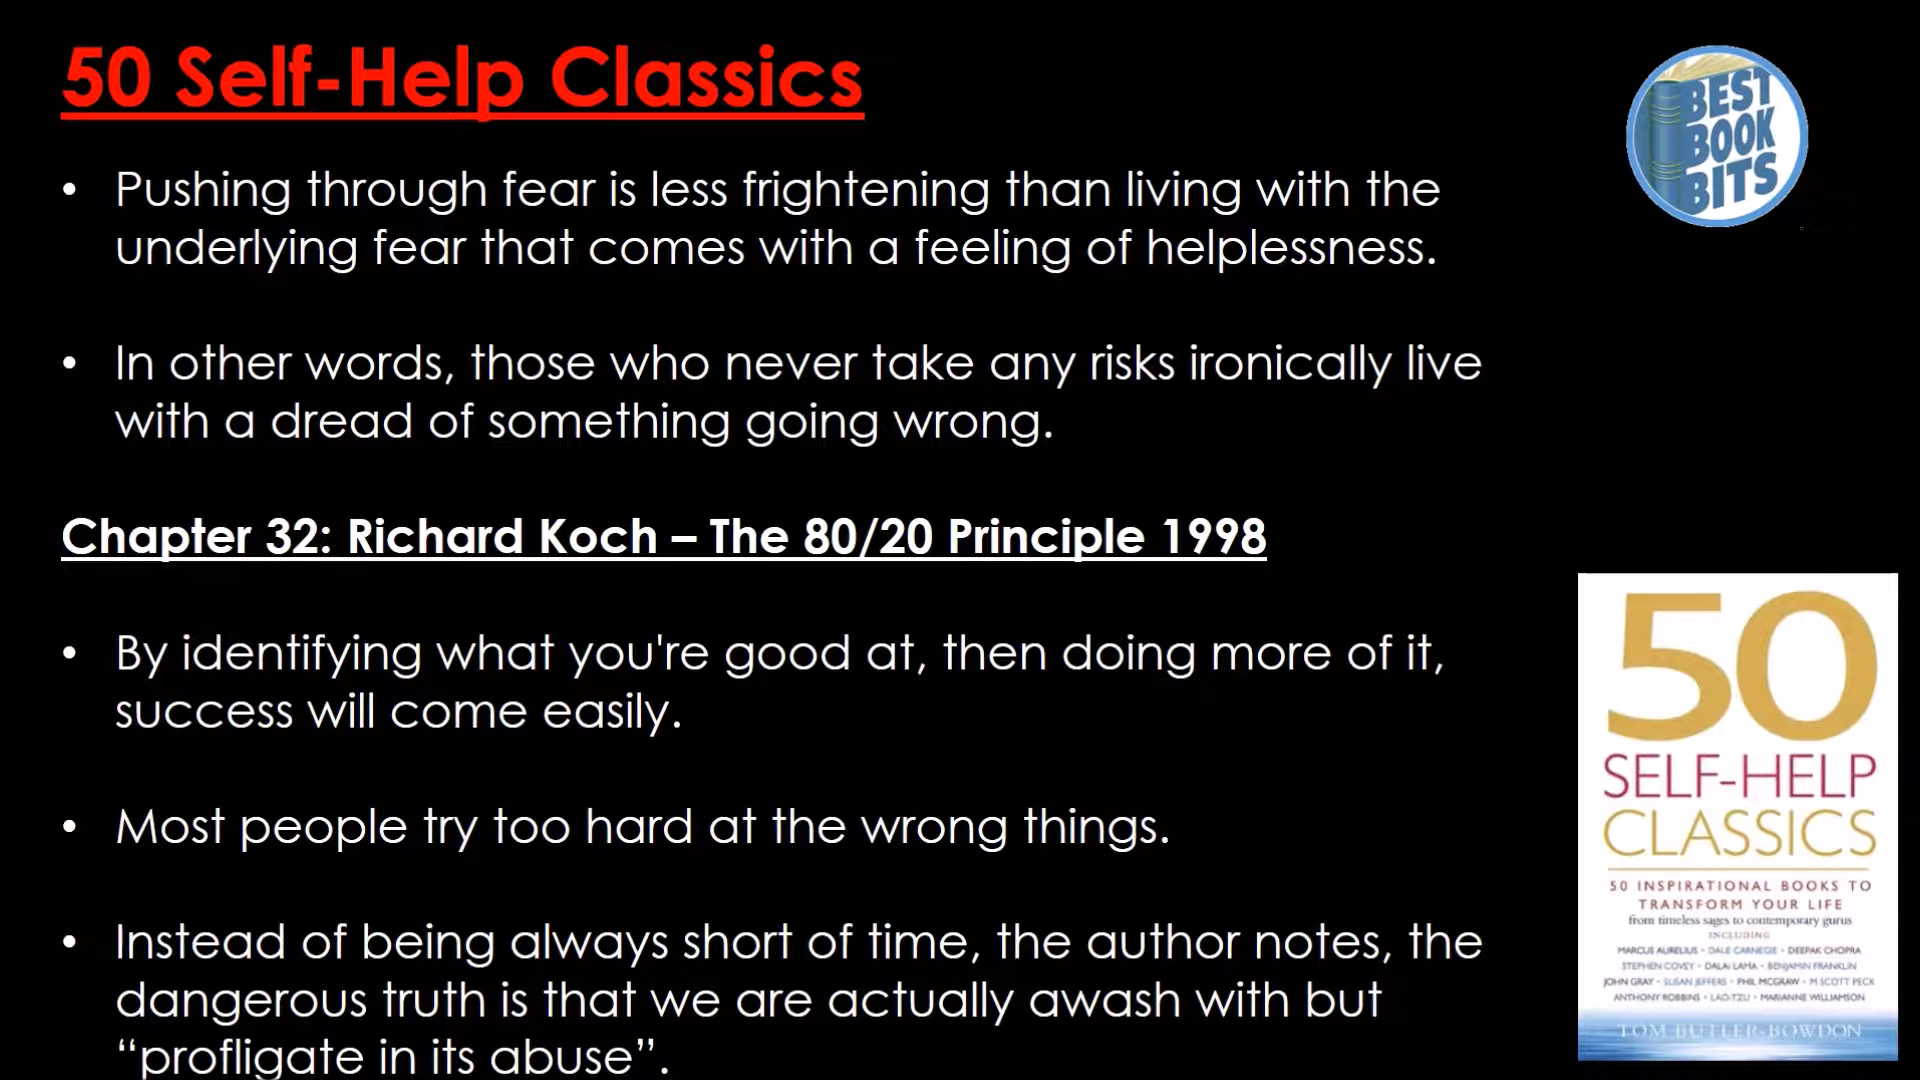 50 Self-Help Classics
BEST
BOOK
BITS
• Pushing through fear is less frightening than living with the
underlying fear that comes with a feeling of helplessness.
• In other words, those who never take any risks ironically live
with a dread of something going wrong.
Chapter 32: Richard Koch – The 80/20 Principle 1998
• By identifying what you're good at, then doing more of it,
success will come easily.
• Most people try too hard at the wrong things.
• Instead of being always short of time, the author notes, the
dangerous truth is that we are actually awash with but
“profligate in its abuse”.
50
SELF-HELP
CLASSICS
50 INSPIRATIONAL BOOKS TO
TRANSFORM YOUR LIFE
from timeless sages to contemporary gurus
INCLUDING
MARCUS AURELIUS • DALE CARNEGIE • DEEPAK CHOPRA
STEPHEN COVEY • DALAI LAMA • BENJAMIN FRANKLIN
JOHN GRAY • SUSAN JEFFERS • PHIL MCGRAW • M SCOTT PECK
ANTHONY ROBBINS • LAO-TZU • MARIANNE WILLIAMSON
TOM BUTLER-BOWDON